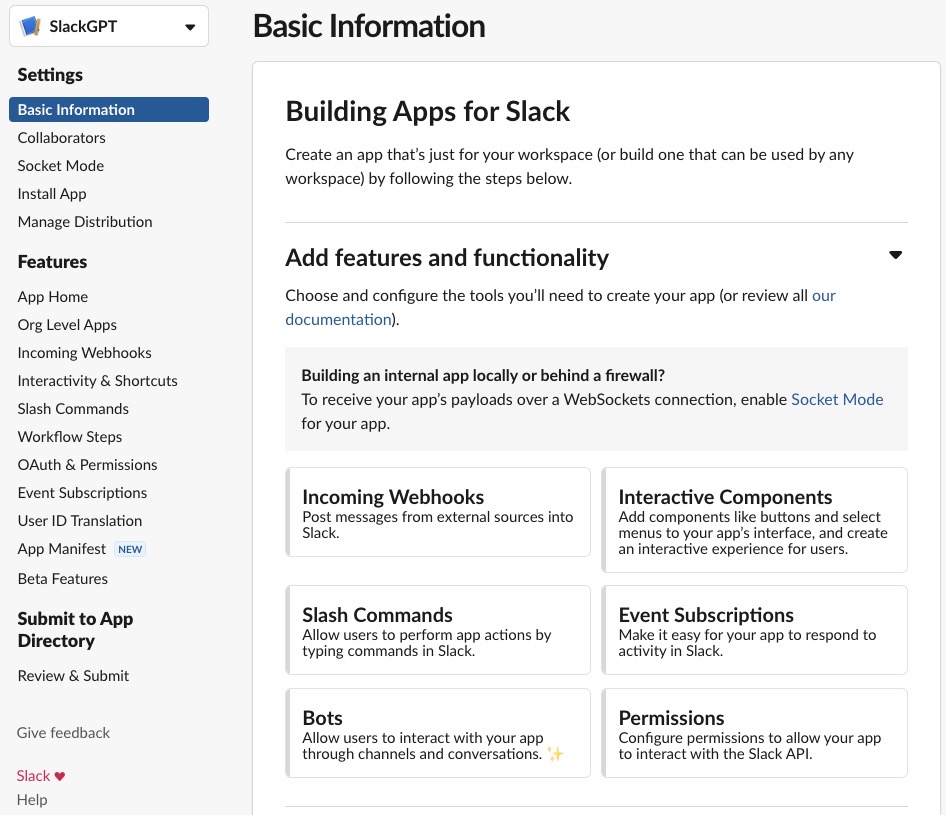 SlackGPT
Settings
Basic Information
Collaborators
Socket Mode
Install App
Manage Distribution
Features
App Home
Org Level Apps
Incoming Webhooks
Interactivity & Shortcuts
Slash Commands
Workflow Steps
OAuth & Permissions
Event Subscriptions
User ID Translation
App Manifest NEW
Beta Features
Submit to App
Directory
Review & Submit
Give feedback
Slack ♥
Help
Basic Information
Building Apps for Slack
Create an app that’s just for your workspace (or build one that can be used by any
workspace) by following the steps below.
Add features and functionality
Choose and configure the tools you’ll need to create your app (or review all our
documentation).
Building an internal app locally or behind a firewall?
To receive your app’s payloads over a WebSockets connection, enable Socket Mode
for your app.
Incoming Webhooks
Post messages from external sources into
Slack.
Interactive Components
Add components like buttons and select
menus to your app’s interface, and create
an interactive experience for users.
Slash Commands
Allow users to perform app actions by
typing commands in Slack.
Event Subscriptions
Make it easy for your app to respond to
activity in Slack.
Bots
Allow users to interact with your app
through channels and conversations. ✨
Permissions
Configure permissions to allow your app
to interact with the Slack API.